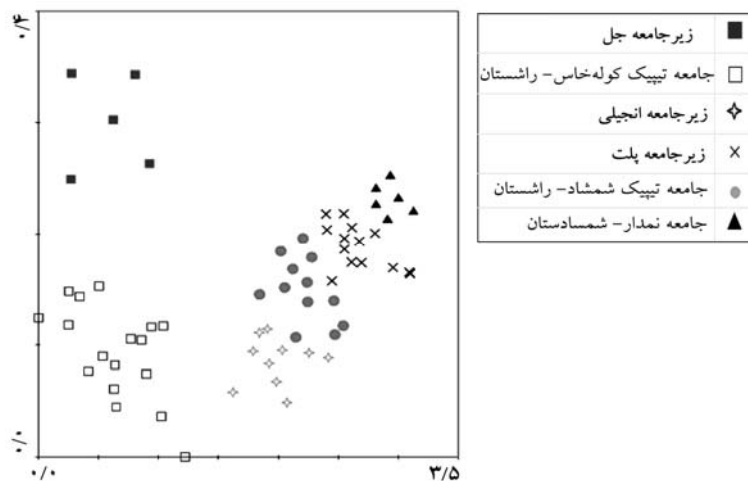 ۰/۴
زیرجامعه جل
جامعه تیپیک کوله‌خاس- راشستان
زیرجامعه انجیلی
زیرجامعه پلت
جامعه تیپیک شمشاد- راشستان
جامعه نمدار- شمسادستان
۰/۰
۰/۰
۳/۵